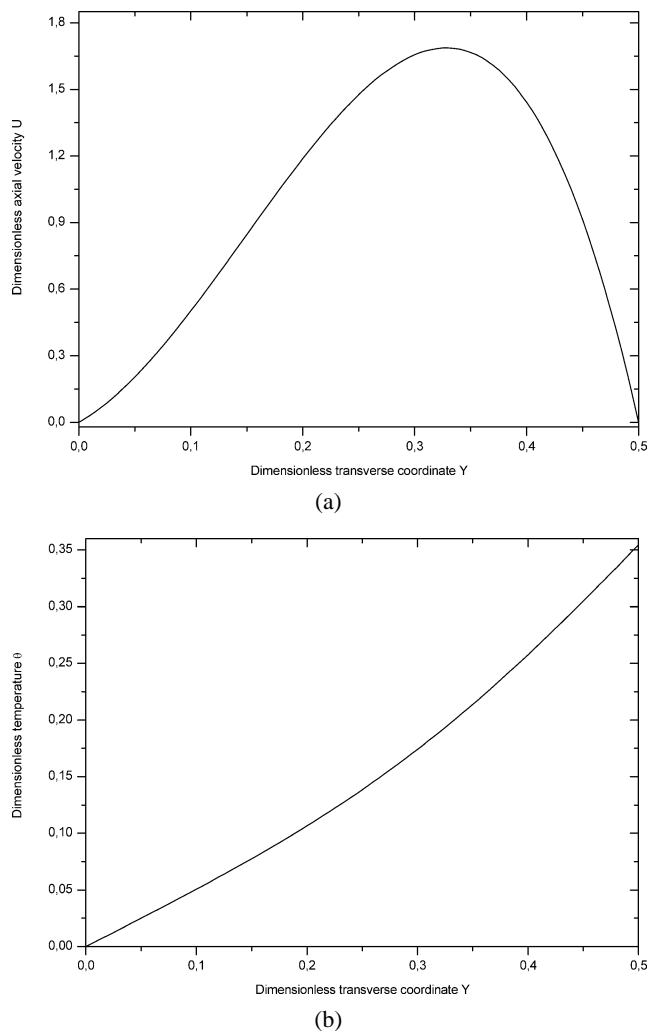 1,8
1,5
1,2
0,9
0,6
0,3
0,0
Dimensionless axial velocity U
0,0 0,1 0,2 0,3 0,4 0,5
Dimensionless transverse coordinate Y
(a)
0,35
0,30
0,25
0,20
0,15
0,10
0,05
0,00
Dimensionless temperature θ
0,0 0,1 0,2 0,3 0,4 0,5
Dimensionless transverse coordinate Y
(b)